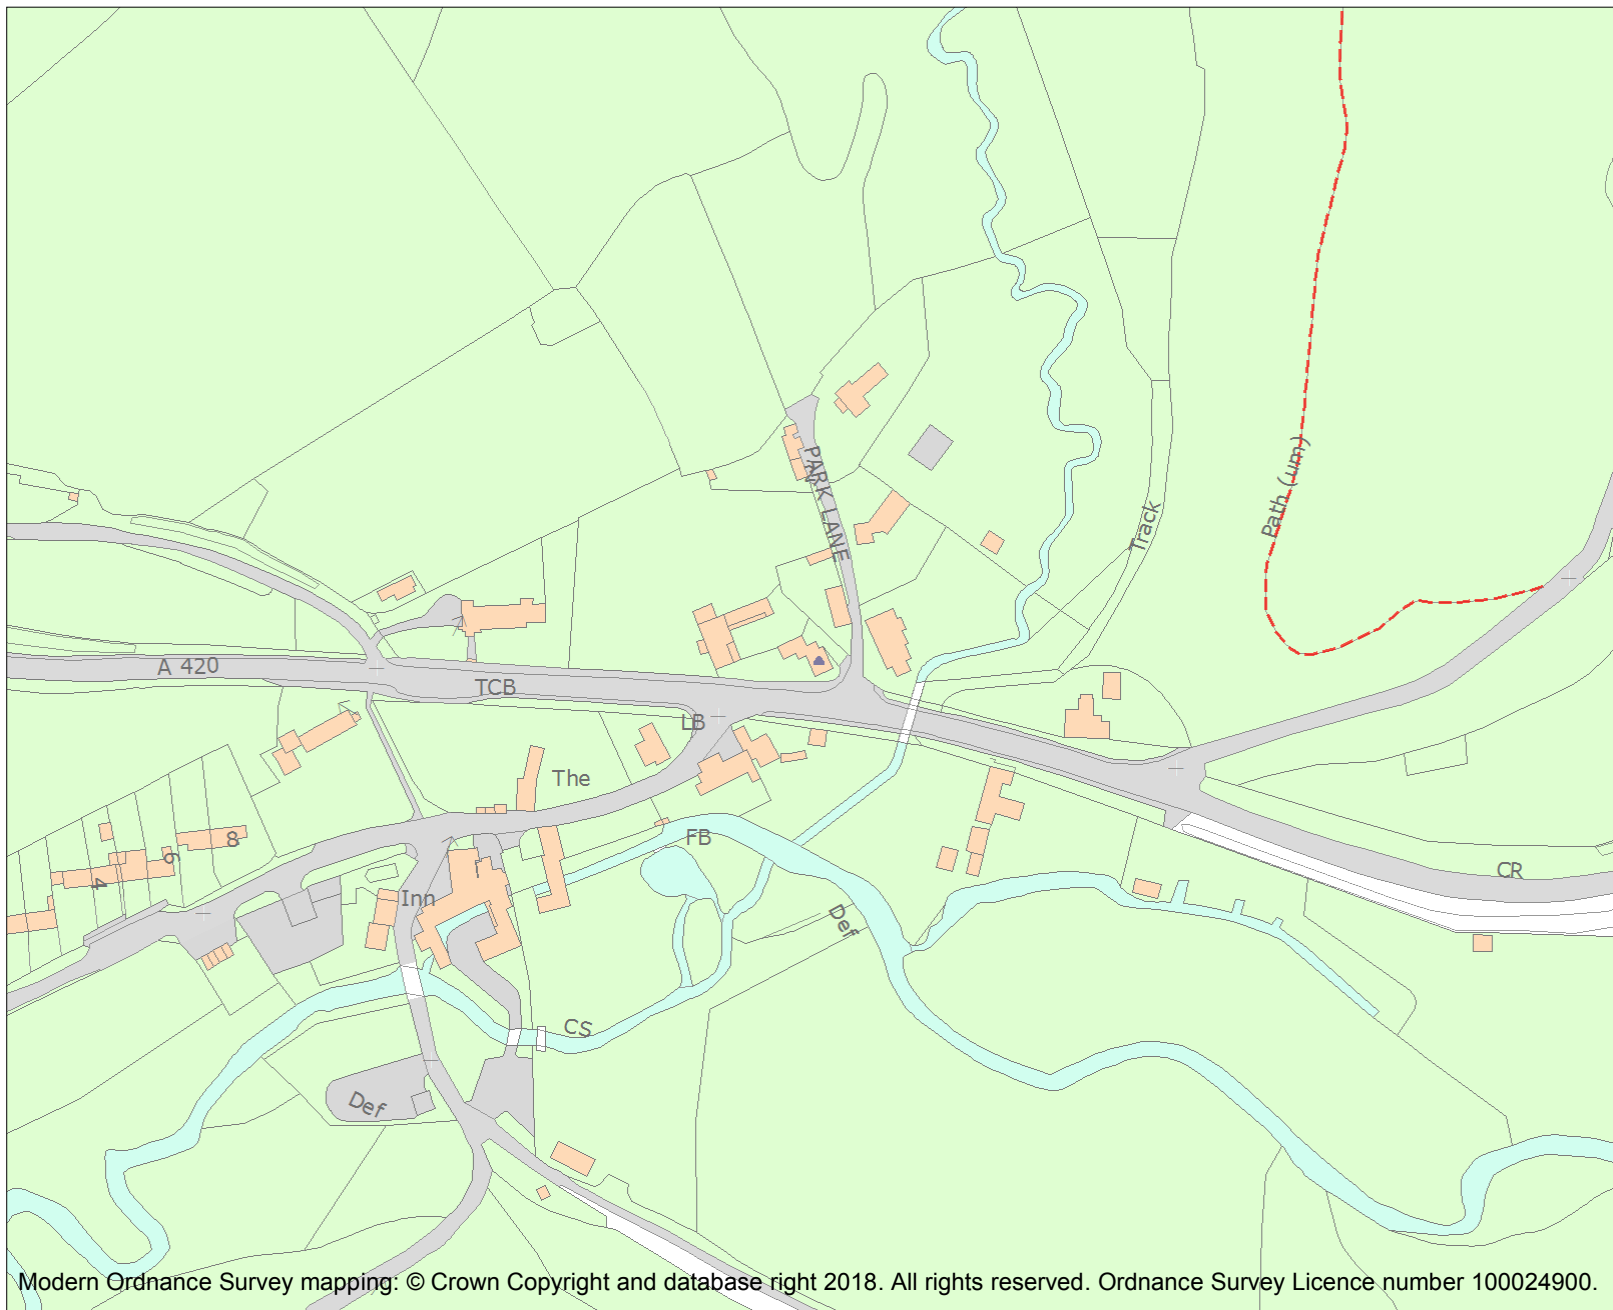 PARK LANE
Track
Path (um)
A 420
TCB
LB
The
FB
8
6
4
Inn
Def
CR
CS
Def
Modern Ordnance Survey mapping: © Crown Copyright and database right 2018. All rights reserved. Ordnance Survey Licence number 100024900.